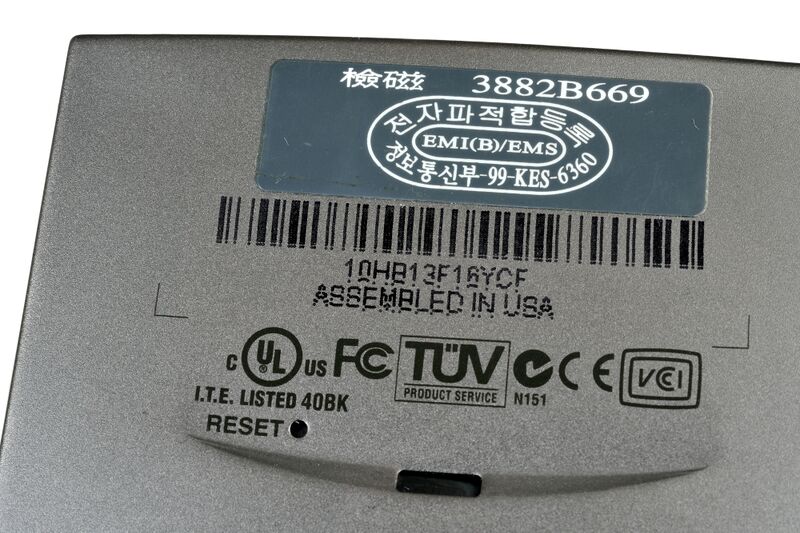 檢磁 3882B669
전자파적합등록
EMI(B)/EMS
정보통신부-99-KES-6360
10HB13F16YCF
ASSEMBLED IN USA
C UL US FC TÜV N151 CE VCI
PRODUCT SERVICE
I.T.E. LISTED 40BK
RESET